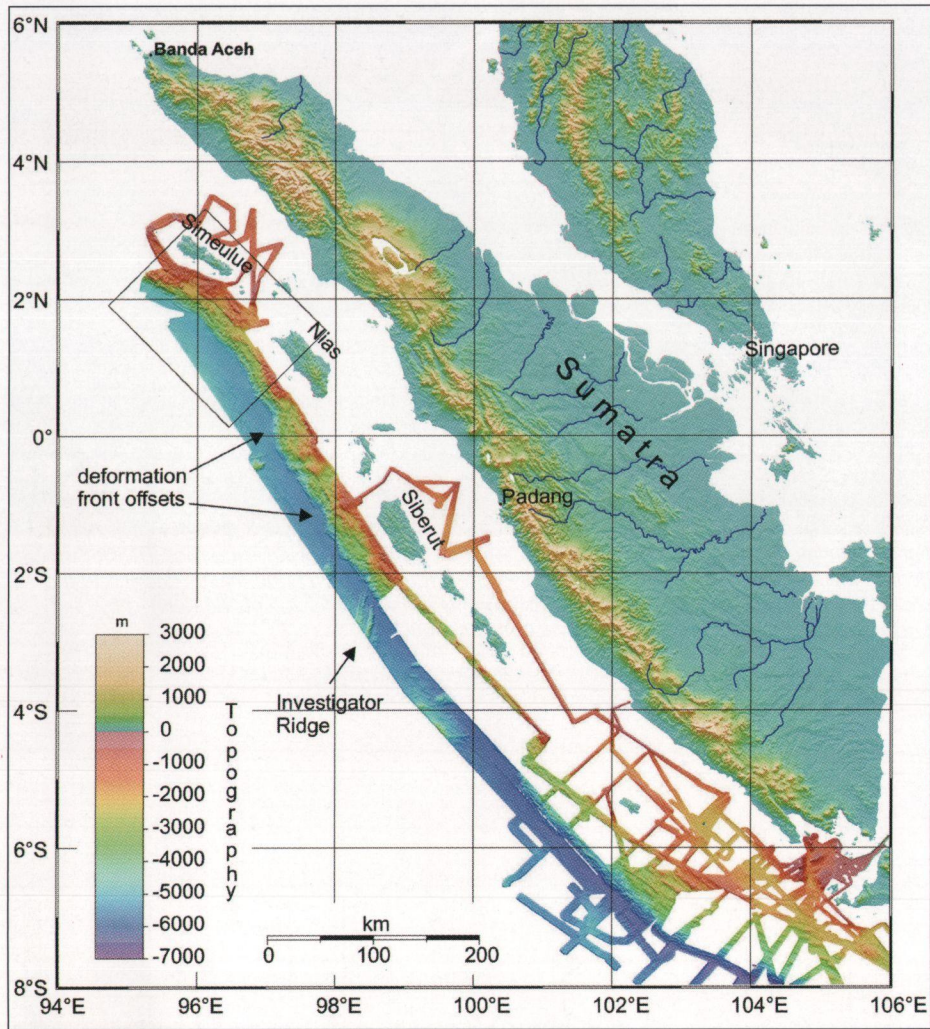 6°N
.Banda Aceh
4°N
Simeulue
2°N
Nias
Singapore
Sumatra
0°
deformation
front offsets
Padang
Siberut
2°S
m
3000
2000
1000
0
-1000
-2000
-3000
-4000
-5000
-6000
-7000
Topography
Investigator
Ridge
4°S
6°S
km
0 100 200
8°S
94°E 96°E 98°E 100°E 102°E 104°E 106°E